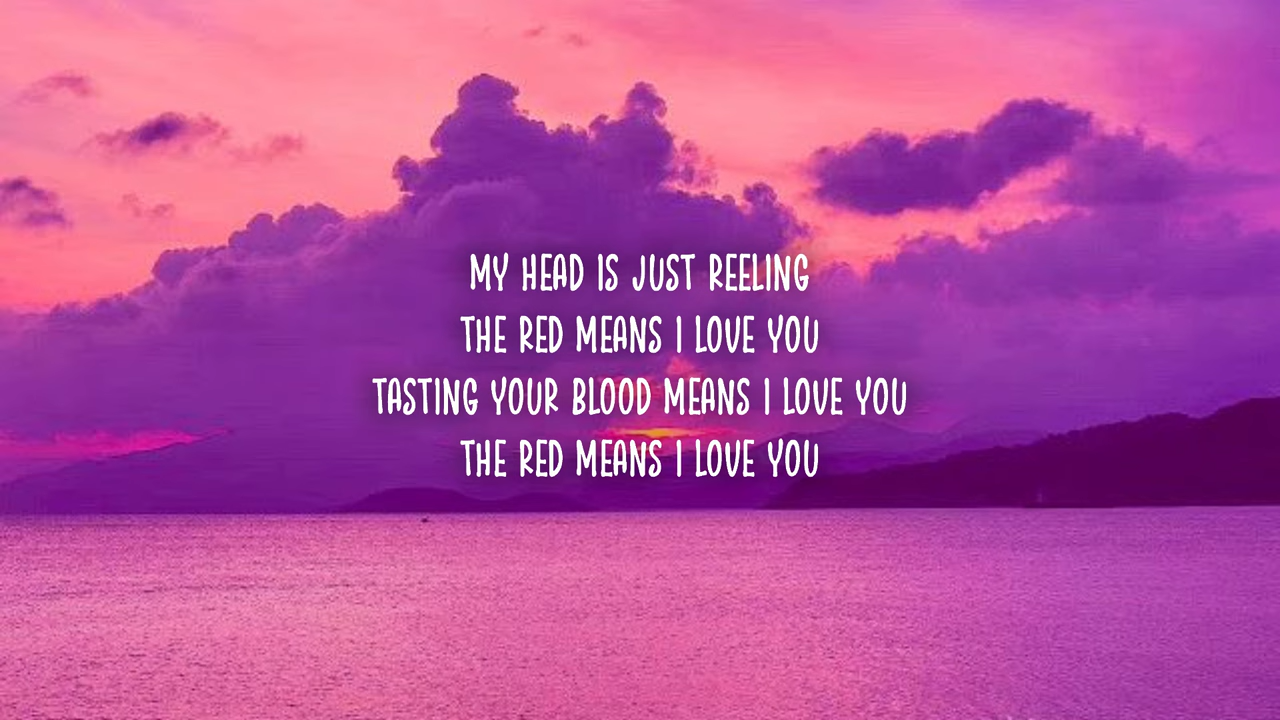 MY HEAD IS JUST REELING
THE RED MEANS I LOVE YOU
TASTING YOUR BLOOD MEANS I LOVE YOU
THE RED MEANS I LOVE YOU